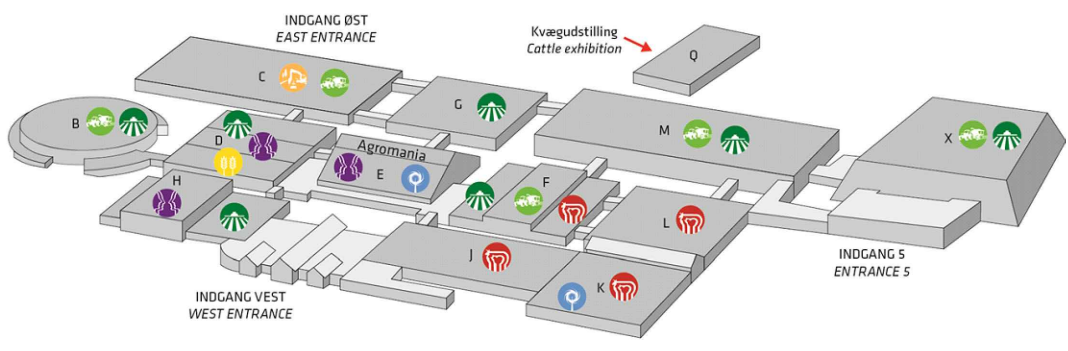 INDGANG ØST
EAST ENTRANCE
Kvægudstilling
Cattle exhibition
Q
C
G
B
D
M
X
Agromania
E
F
H
L
J
K
INDGANG 5
ENTRANCE 5
INDGANG VEST
WEST ENTRANCE